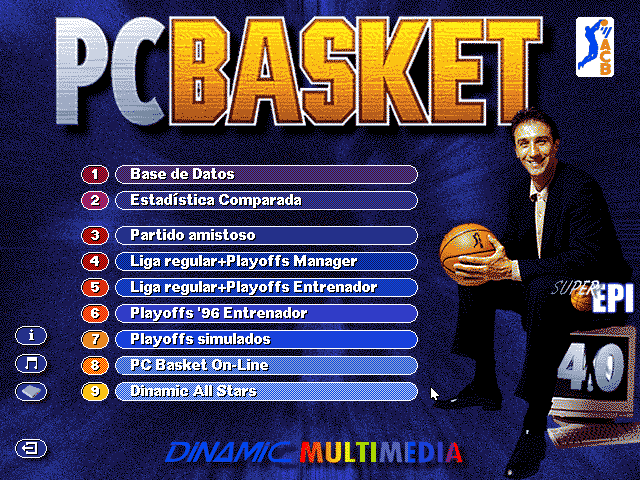 PCBASKET
ACB
1 Base de Datos
2 Estadística Comparada
3 Partido amistoso
4 Liga regular+Playoffs Manager
5 Liga regular+Playoffs Entrenador
6 Playoffs '96 Entrenador
7 Playoffs simulados
8 PC Basket On-Line
9 Dinamic All Stars
SUPER EPI
4.0
i
DINAMIC MULTIMEDIA